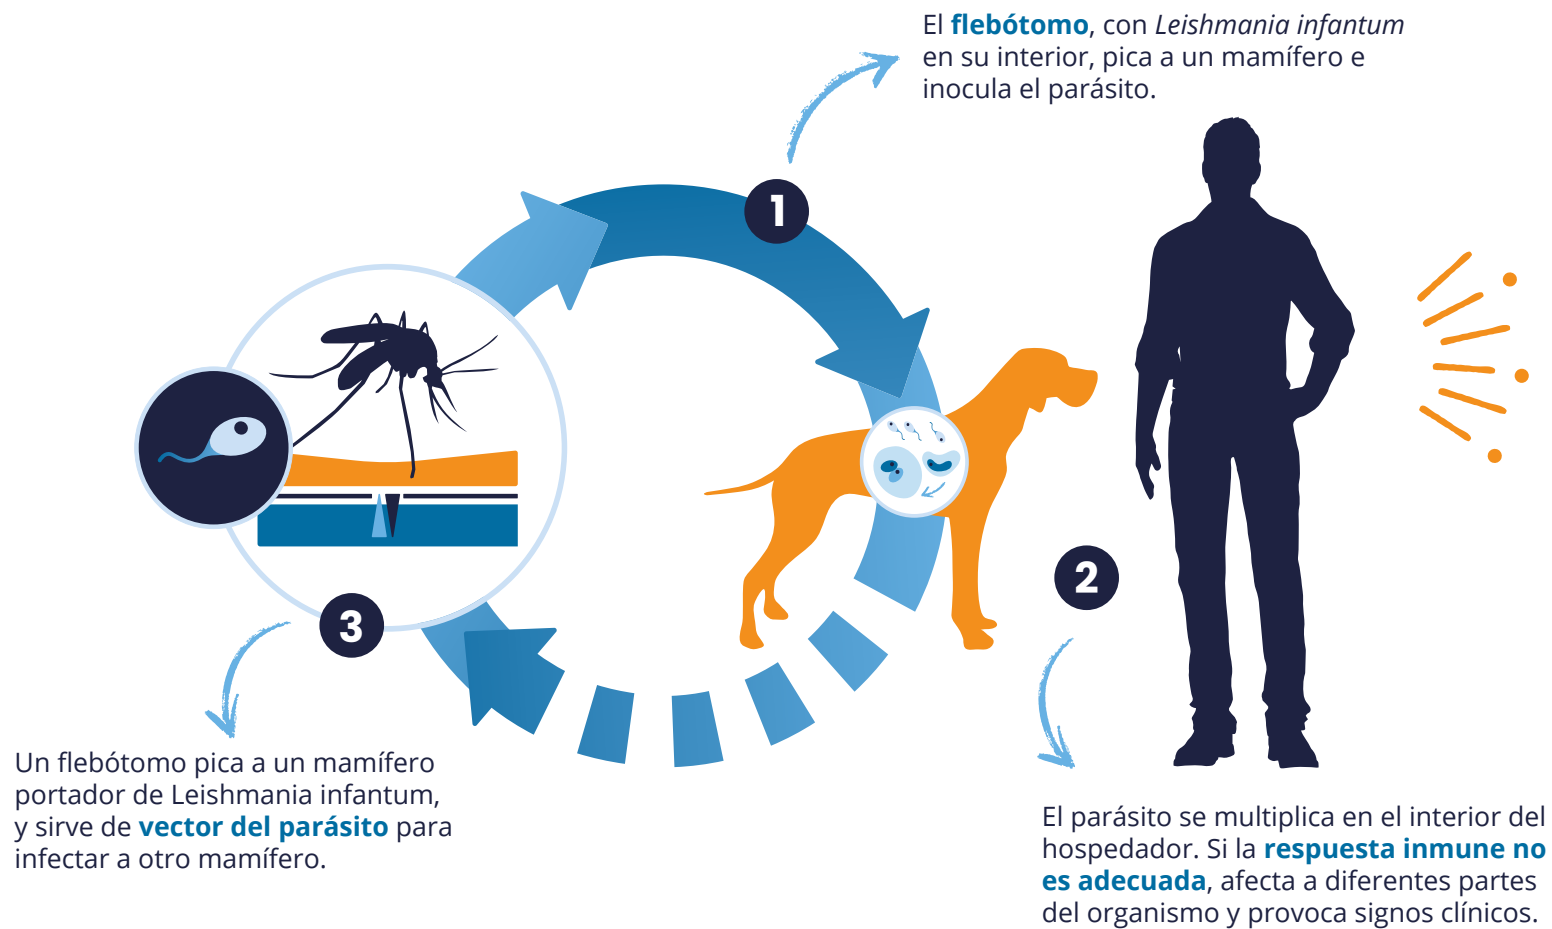 El flebótomo, con Leishmania infantum
en su interior, pica a un mamífero e
inocula el parásito.
1
2
3
Un flebótomo pica a un mamífero
portador de Leishmania infantum,
y sirve de vector del parásito para
infectar a otro mamífero.
El parásito se multiplica en el interior del
hospedador. Si la respuesta inmune no
es adecuada, afecta a diferentes partes
del organismo y provoca signos clínicos.